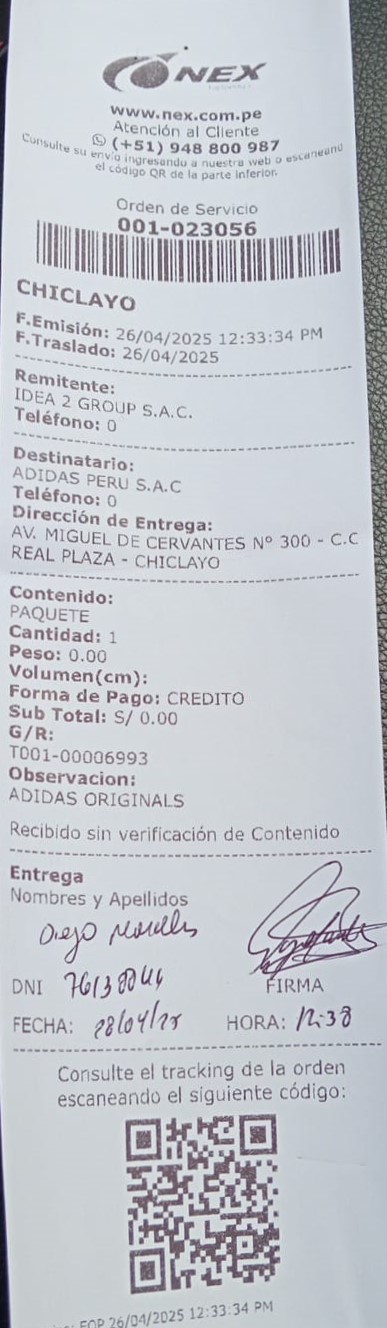 NEX
www.nex.com.pe
Atención al Cliente
(+51) 948 800 987
Consulte su envío ingresando a nuestra web o escaneand
el código QR de la parte inferior.
Orden de Servicio
001-023056
CHICLAYO
F.Emisión: 26/04/2025 12:33:34 PM
F.Traslado: 26/04/2025
Remitente:
IDEA 2 GROUP S.A.C.
Teléfono: 0
Destinatario:
ADIDAS PERU S.A.C
Teléfono: 0
Dirección de Entrega:
AV. MIGUEL DE CERVANTES Nº 300 - C.C
REAL PLAZA - CHICLAYO
Contenido:
PAQUETE
Cantidad: 1
Peso: 0.00
Volumen(cm):
Forma de Pago: CREDITO
Sub Total: S/ 0.00
G/R:
T001-00006993
Observacion:
ADIDAS ORIGINALS
Recibido sin verificación de Contenido
Entrega
Nombres y Apellidos
Diego
DNI
FIRMA
FECHA: 28/04/25 HORA: 12:38
Consulte el tracking de la orden
escaneando el siguiente código:
EOP 26/04/2025 12:33:34 PM